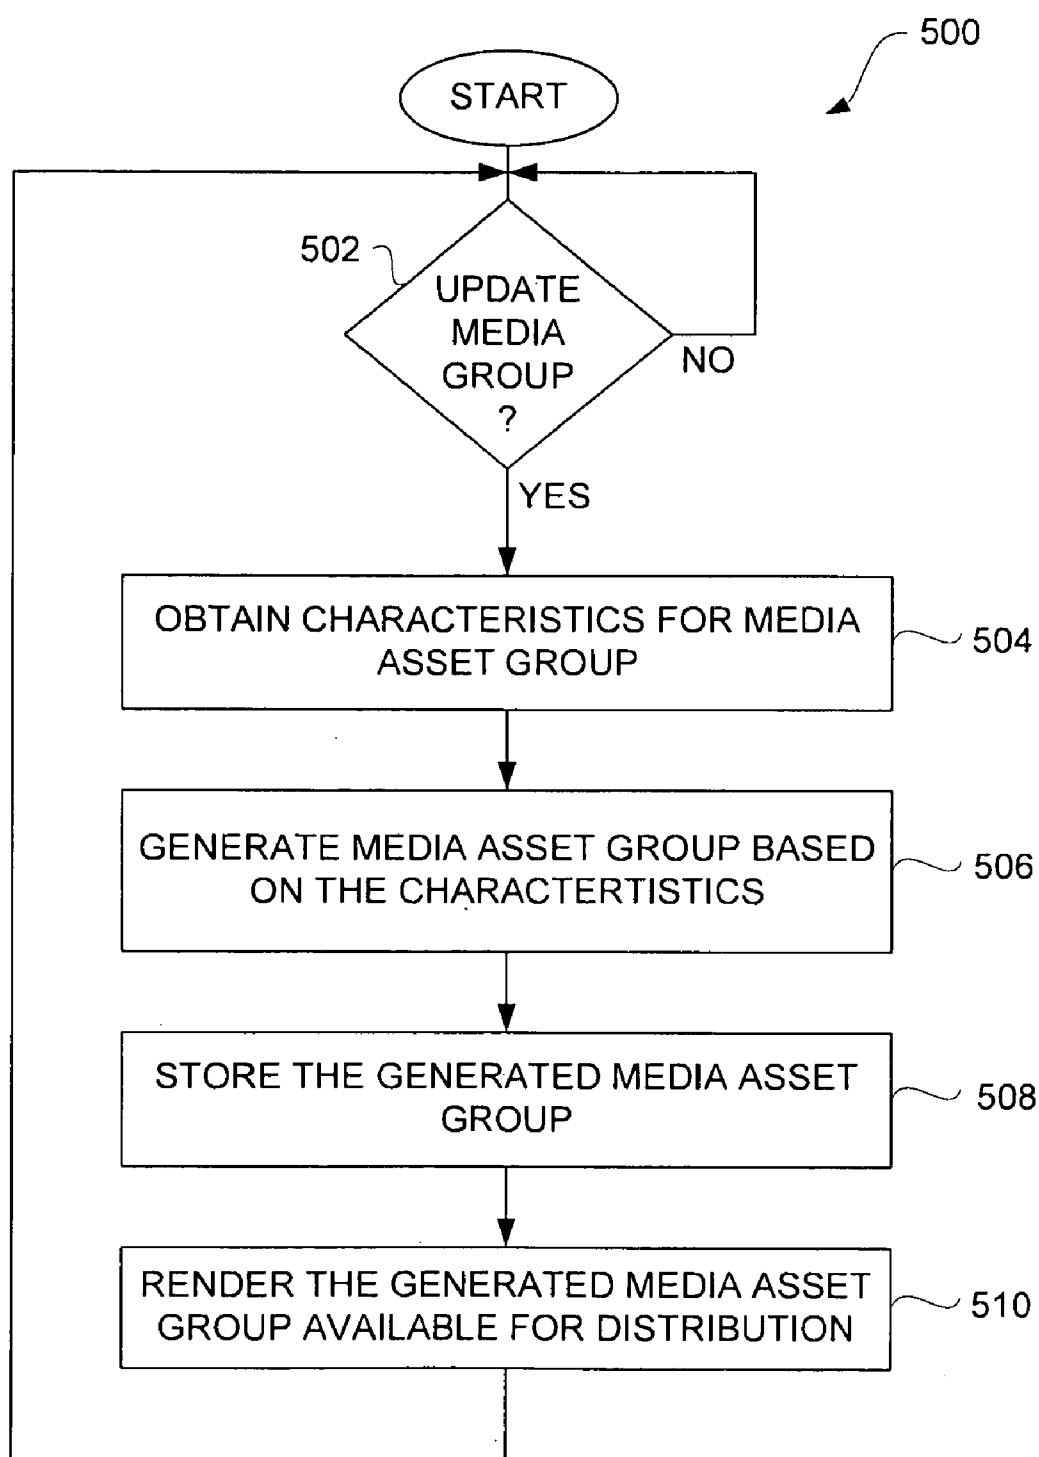 500
START
502
UPDATE
MEDIA
GROUP
?
NO
YES
OBTAIN CHARACTERISTICS FOR MEDIA
ASSET GROUP
504
GENERATE MEDIA ASSET GROUP BASED
ON THE CHARACTERTISTICS
506
STORE THE GENERATED MEDIA ASSET
GROUP
508
RENDER THE GENERATED MEDIA ASSET
GROUP AVAILABLE FOR DISTRIBUTION
510